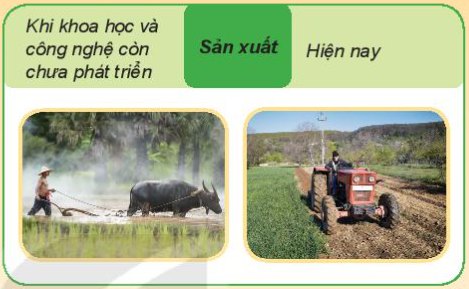 Khi khoa học và
công nghệ còn
chưa phát triển
Sản xuất
Hiện nay